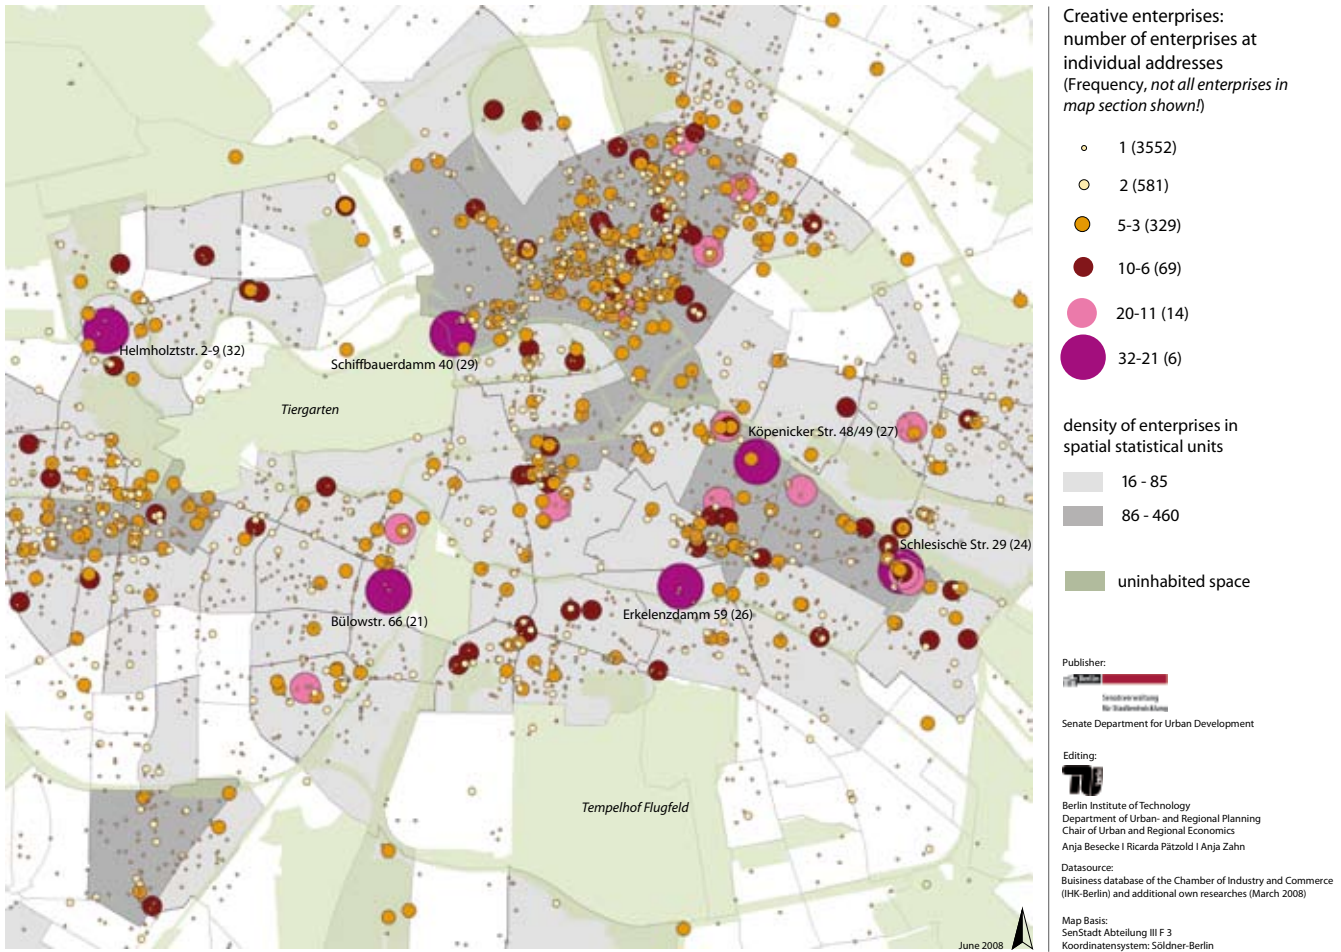 Creative enterprises:
number of enterprises at
individual addresses
(Frequency, not all enterprises in
map section shown!)
1 (3552)
2 (581)
5-3 (329)
10-6 (69)
20-11 (14)
32-21 (6)
density of enterprises in
spatial statistical units
16 - 85
86 - 460
uninhabited space
Publisher:
Berlin
Senatsverwaltung
für Stadtentwicklung
Senate Department for Urban Development
Editing:
Berlin Institute of Technology
Department of Urban- and Regional Planning
Chair of Urban and Regional Economics
Anja Besecke I Ricarda Pätzold I Anja Zahn
Datasource:
Buisiness database of the Chamber of Industry and Commerce
(IHK-Berlin) and additional own researches (March 2008)
Map Basis:
SenStadt Abteilung III F 3
Koordinatensystem: Söldner-Berlin
Helmholtzstr. 2-9 (32)
Schiffbauerdamm 40 (29)
Tiergarten
Köpenicker Str. 48/49 (27)
Schlesische Str. 29 (24)
Bülowstr. 66 (21)
Erkelenzdamm 59 (26)
Tempelhof Flugfeld
June 2008